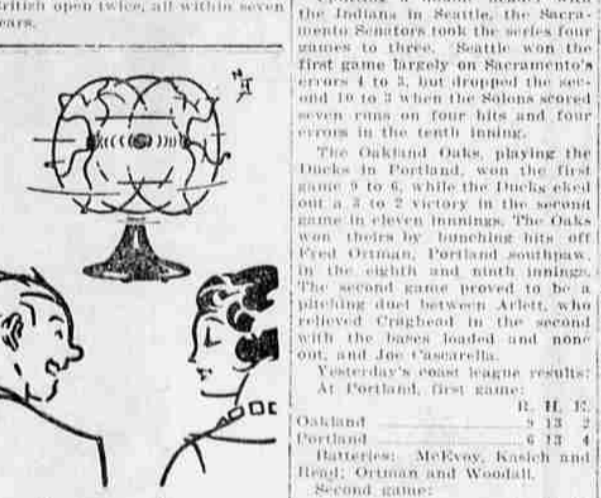 British open twice, all within seven
years.
the Indians in Seattle, the Sacra-
mento Senators took the series four
games to three. Seattle won the
first game largely on Sacramento's
errors 4 to 3, but dropped the sec-
ond 10 to 3 when the Solons scored
seven runs on four hits and four
errors in the tenth inning.
The Oakland Oaks, playing the
Ducks in Portland, won the first
game 9 to 6, while the Ducks eked
out a 3 to 2 victory in the second
game in eleven innnings. The Oaks
won theirs by bunching hits off
Fred Ortman, Portland southpaw,
in the eighth and ninth innings.
The second game proved to be a
pitching duel between Arlett, who
relieved Craghead in the second
with the bases loaded and none
out, and Joe Cascarella.
Yesterday's coast league results:
At Portland, first game:
R. H. E.
Oakland 9 13 2
Portland 6 13 4
Batteries: McEvoy, Kasich and
Read; Ortman and Woodall.
Second game: